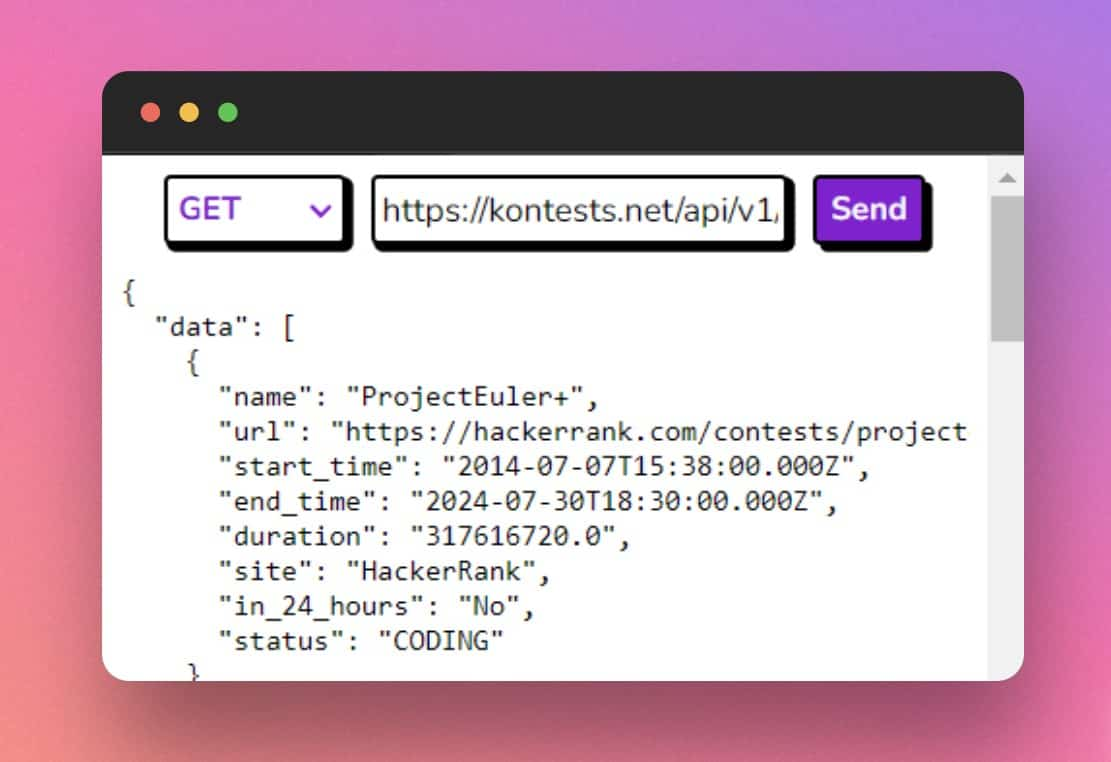 GET https://kontests.net/api/v1/ Send
{
"data": [
{
"name": "ProjectEuler+",
"url": "https://hackerrank.com/contests/project
"start_time": "2014-07-07T15:38:00.000Z",
"end_time": "2024-07-30T18:30:00.000Z",
"duration": "317616720.0",
"site": "HackerRank",
"in_24_hours": "No",
"status": "CODING"
}